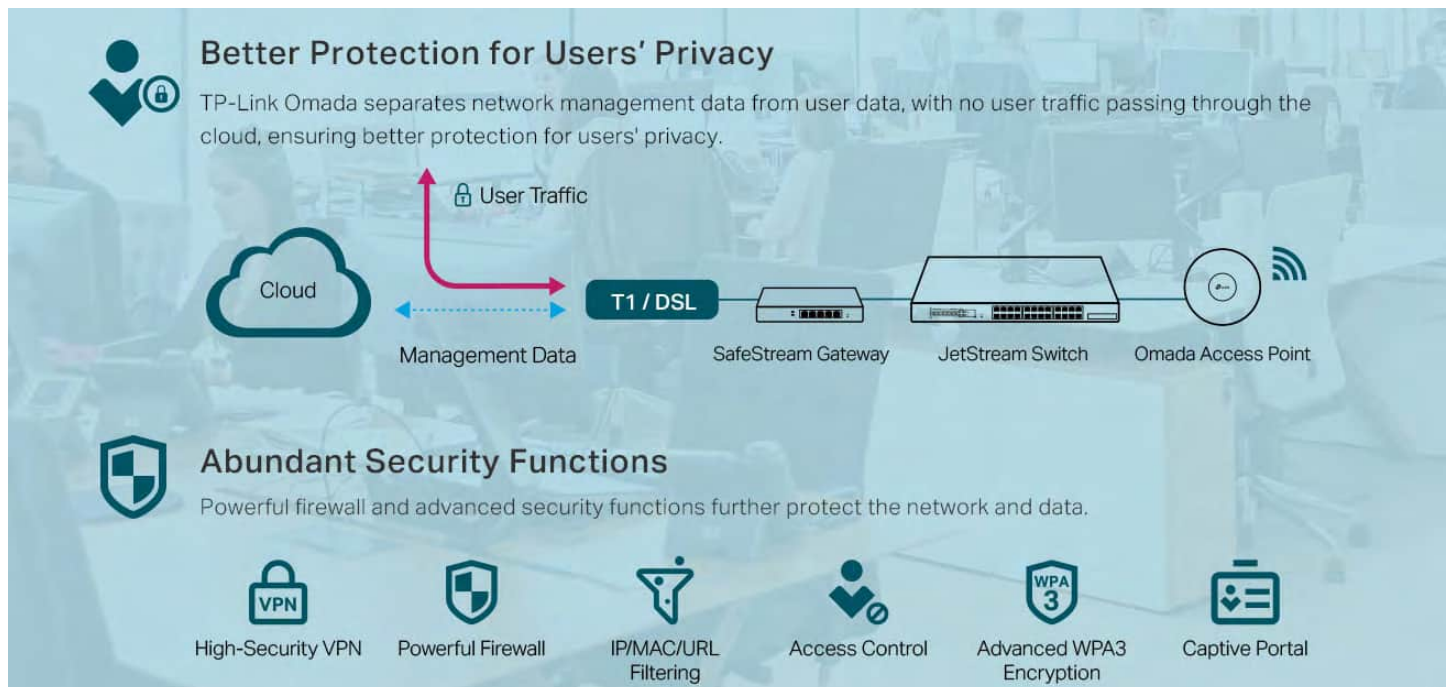 Better Protection for Users' Privacy
TP-Link Omada separates network management data from user data, with no user traffic passing through the
cloud, ensuring better protection for users' privacy.
User Traffic
Cloud
T1 / DSL
Management Data
SafeStream Gateway
JetStream Switch
Omada Access Point
Abundant Security Functions
Powerful firewall and advanced security functions further protect the network and data.
VPN
WPA
3
High-Security VPN
Powerful Firewall
IP/MAC/URL
Filtering
Access Control
Advanced WPA3
Encryption
Captive Portal